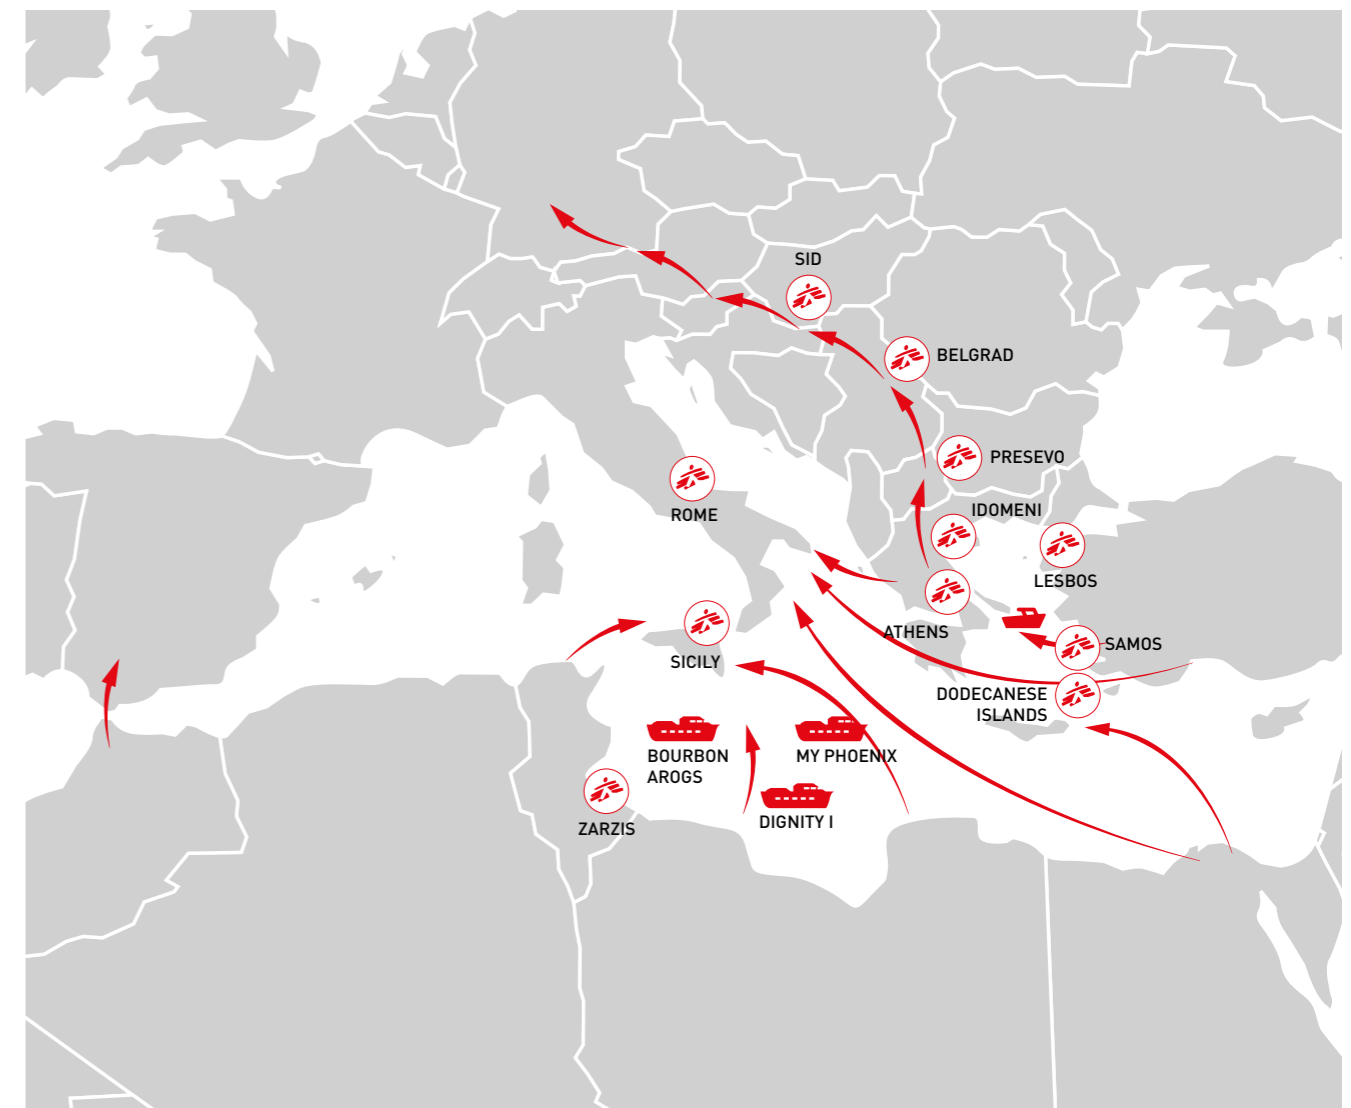 SID
BELGRAD
PRESEVO
ROME
IDOMENI
LESBOS
ATHENS
SAMOS
SICILY
DODECANESE
ISLANDS
BOURBON
AROGS
MY PHOENIX
DIGNITY I
ZARZIS